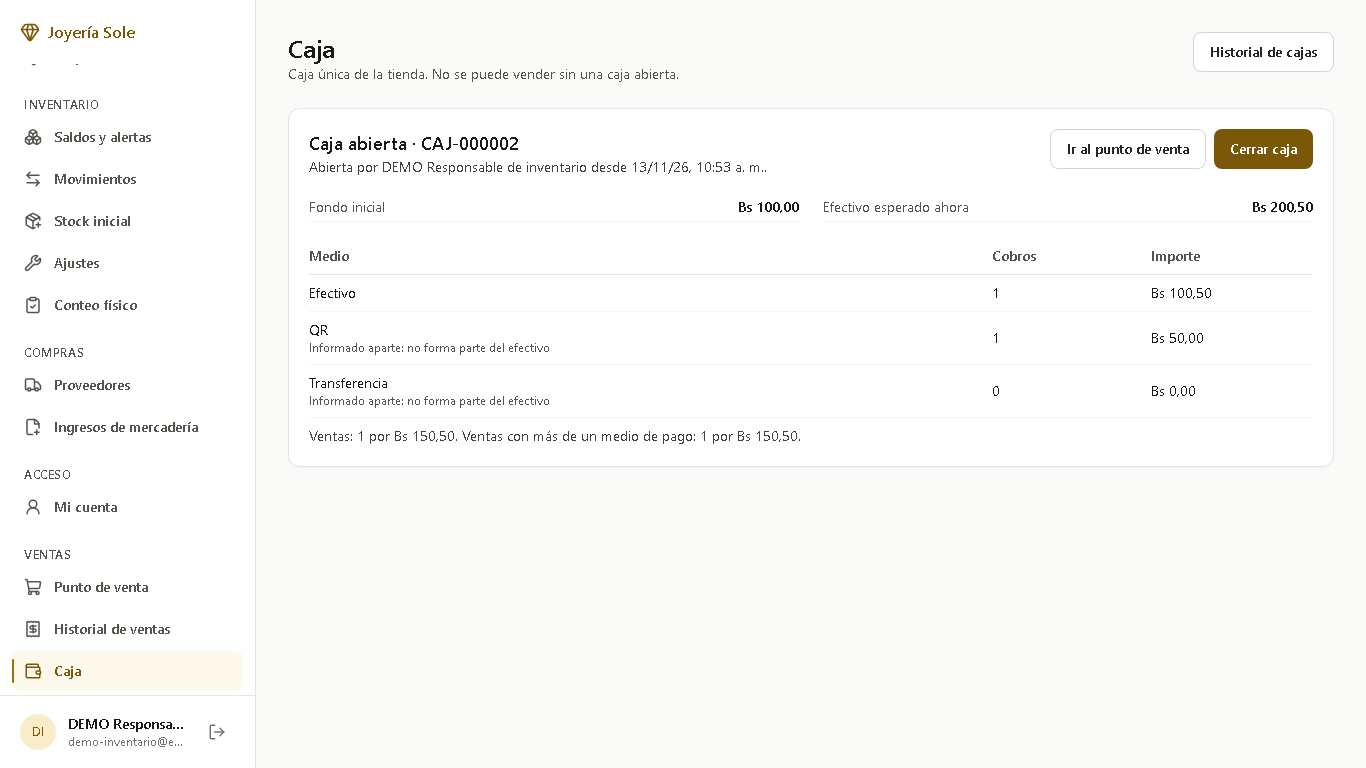 Joyería Sole
INVENTARIO
Saldos y alertas
Movimientos
Stock inicial
Ajustes
Conteo físico
COMPRAS
Proveedores
Ingresos de mercadería
ACCESO
Mi cuenta
VENTAS
Punto de venta
Historial de ventas
Caja
DI
DEMO Responsa...
demo-inventario@e...
Caja
Caja única de la tienda. No se puede vender sin una caja abierta.
Historial de cajas
Caja abierta · CAJ-000002
Abierta por DEMO Responsable de inventario desde 13/11/26, 10:53 a. m..
Ir al punto de venta
Cerrar caja
Fondo inicial Bs 100,00
Efectivo esperado ahora Bs 200,50
Medio Cobros Importe
Efectivo 1 Bs 100,50
QR 1 Bs 50,00
Informado aparte: no forma parte del efectivo
Transferencia 0 Bs 0,00
Informado aparte: no forma parte del efectivo
Ventas: 1 por Bs 150,50. Ventas con más de un medio de pago: 1 por Bs 150,50.